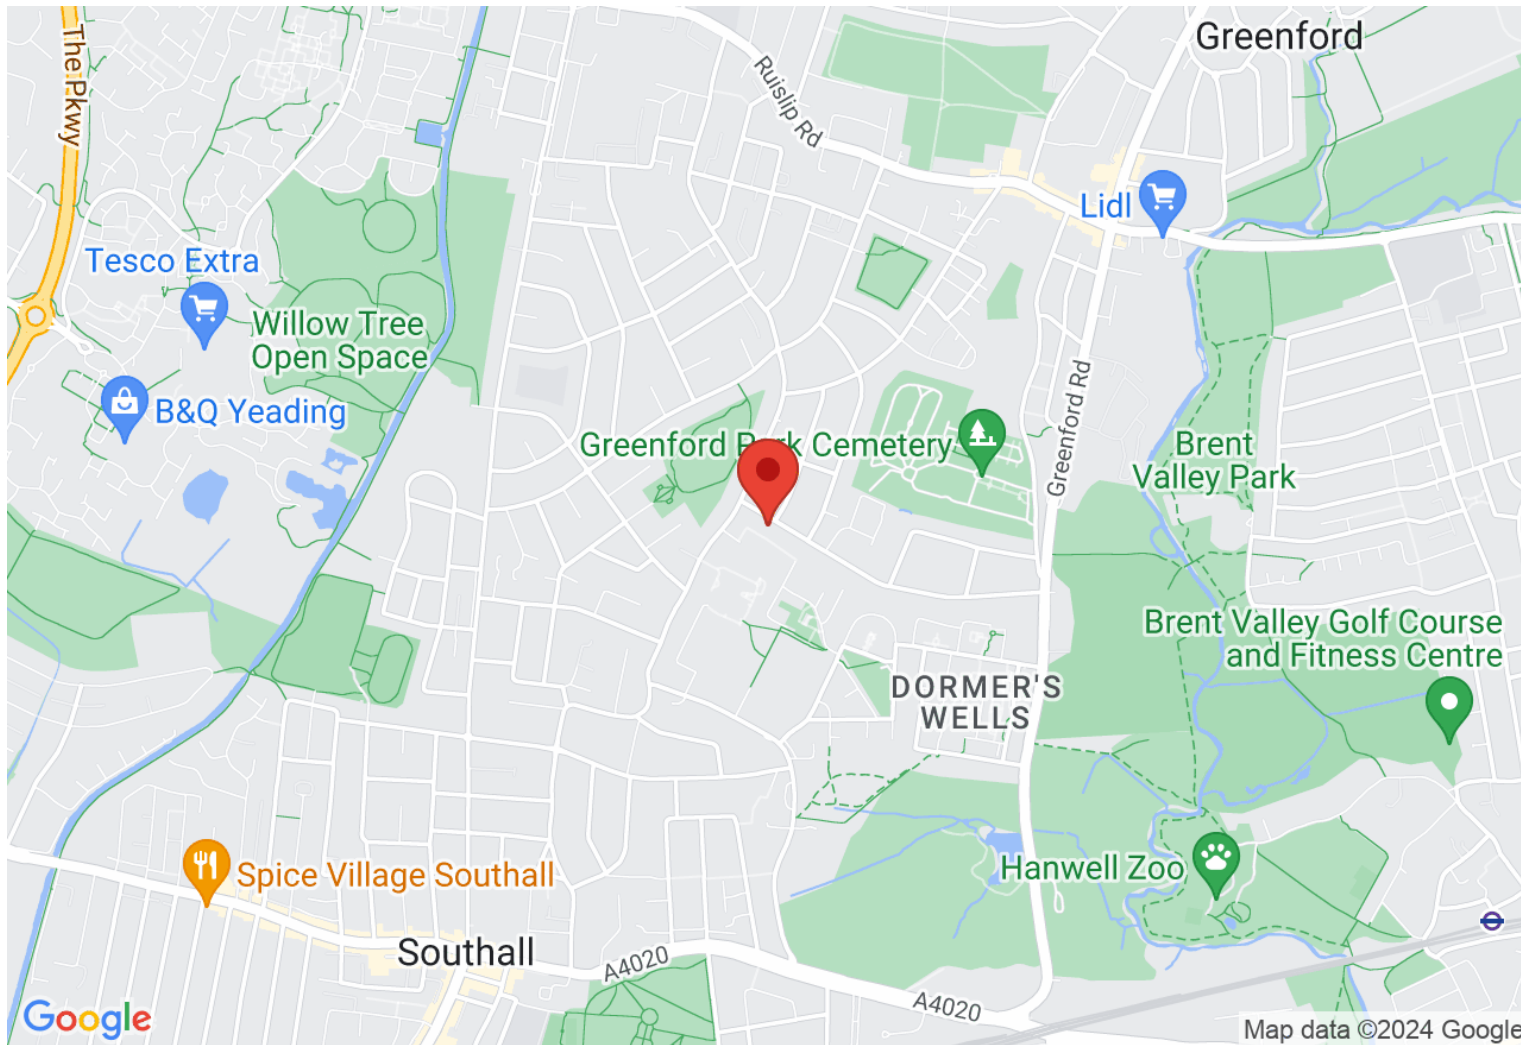 Greenford
The Pkwy
Ruislip Rd
Lidl
Tesco Extra
Willow Tree
Open Space
B&Q Yeading
Greenford Park Cemetery
Greenford Rd
Brent
Valley Park
Brent Valley Golf Course
and Fitness Centre
DORMER'S
WELLS
Hanwell Zoo
Spice Village Southall
Southall
A4020
A4020
Google
Map data ©2024 Google